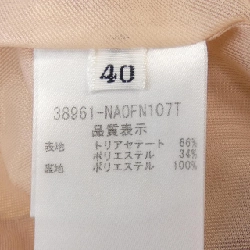 40
38961-NA0FN107T
品質表示
表地 トリアセテート 66%
ポリエステル 34%
裏地 ポリエステル 100%